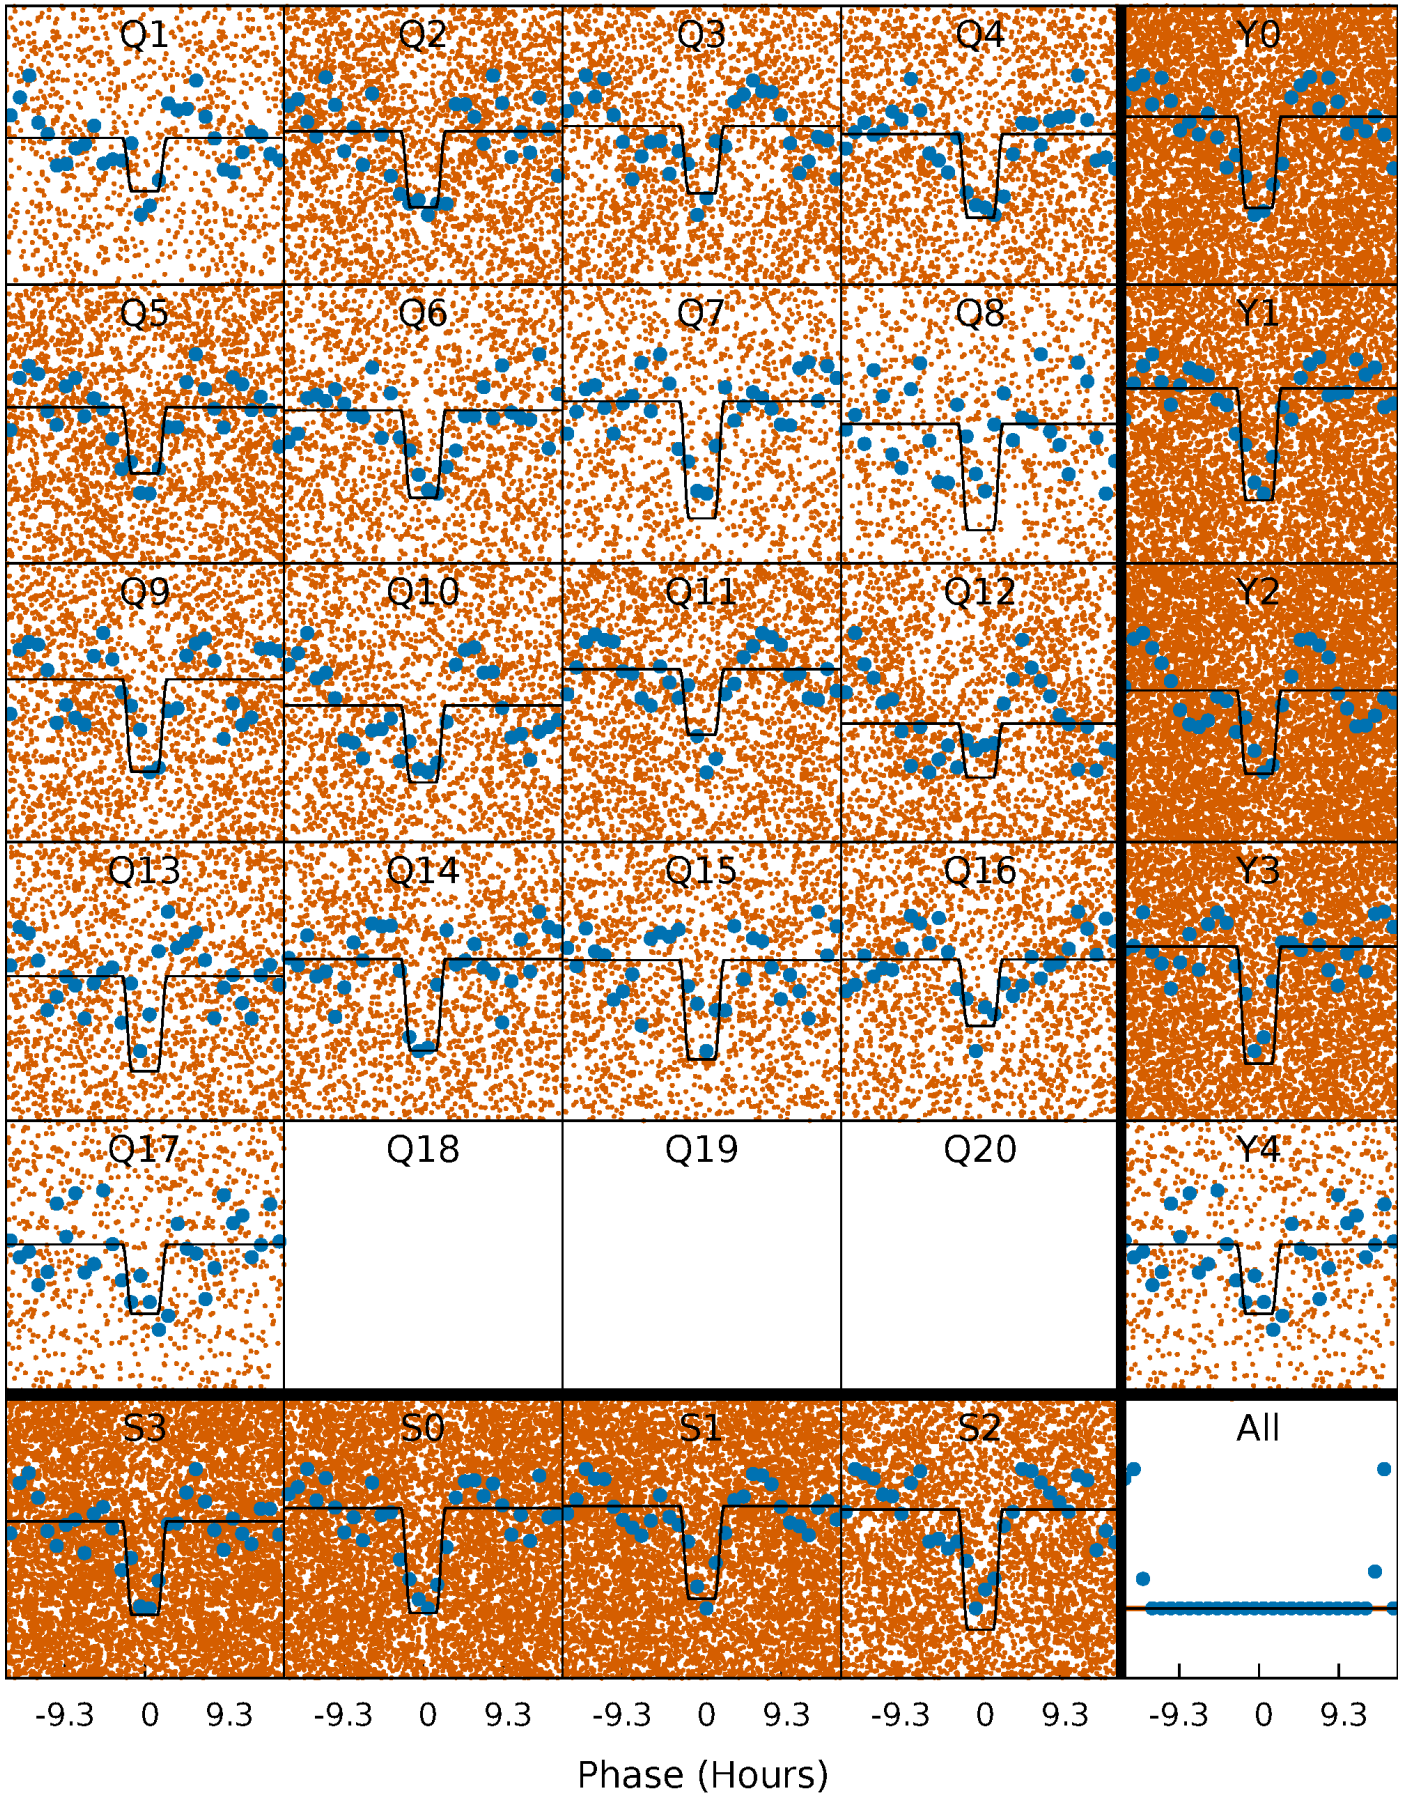 Q1 Q2 Q3 Q4 Y0
Q5 Q6 Q7 Q8 Y1
Q9 Q10 Q11 Q12 Y2
Q13 Q14 Q15 Q16 Y3
Q17 Q18 Q19 Q20 Y4
S3 S0 S1 S2 All
-9.3 0 9.3 -9.3 0 9.3 -9.3 0 9.3 -9.3 0 9.3 -9.3 0 9.3
Phase (Hours)